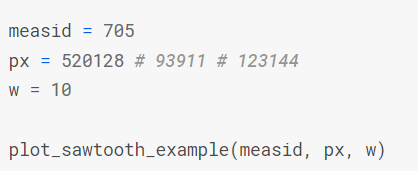 measid = 705
px = 520128 # 93911 # 123144
w = 10
plot_sawtooth_example(measid, px, w)